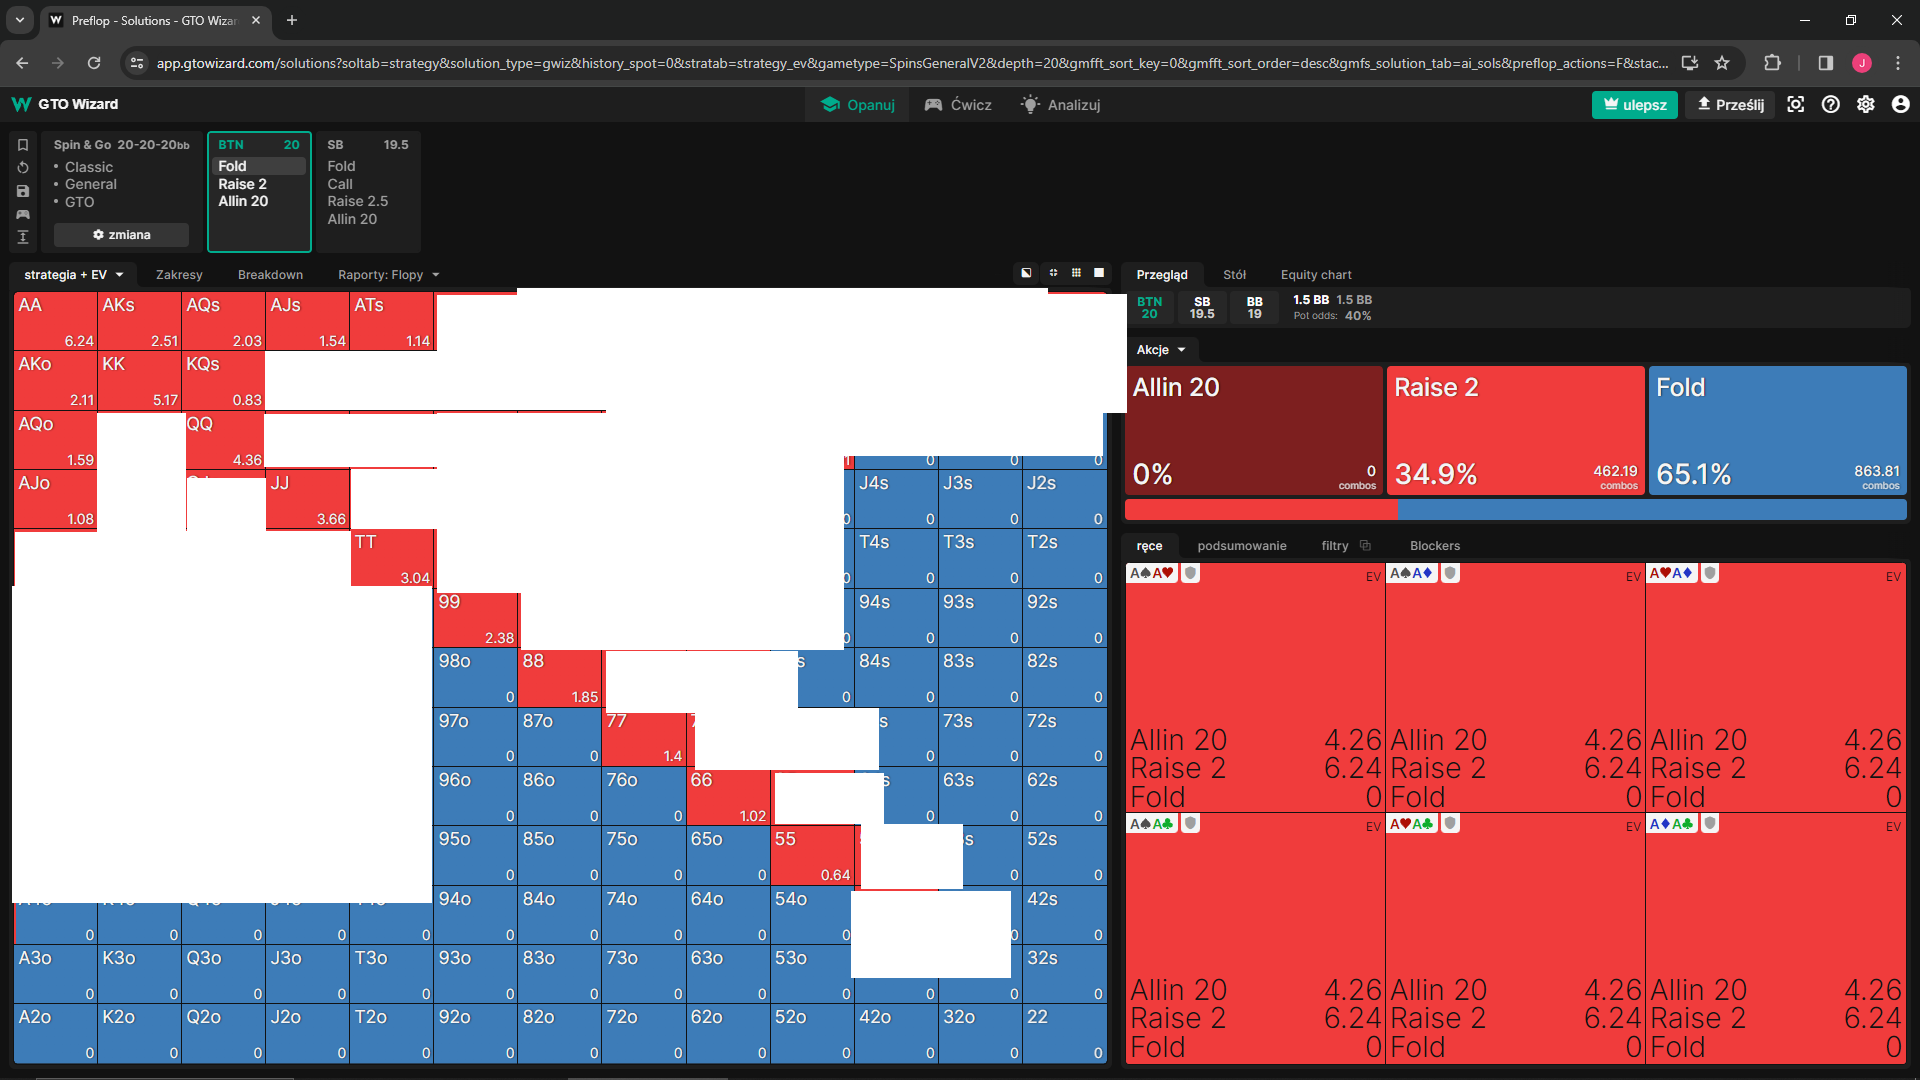 Preflop - Solutions - GTO Wizar
app.gtowizard.com/solutions?soltab=strategy&solution_type=gwiz&history_spot=0&stratab=strategy_ev&gametype=SpinsGeneralV2&depth=20&gmfft_sort_key=0&gmfft_sort_order=desc&gmfs_solution_tab=ai_sols&preflop_actions=F&stac...
J
GTO Wizard
Opanuj
Ćwicz
Analizuj
ulepsz
Prześlij
Spin & Go 20-20-20bb
• Classic
• General
• GTO
zmiana
BTN 20
Fold
Raise 2
Allin 20
SB 19.5
Fold
Call
Raise 2.5
Allin 20
strategia + EV
Zakresy
Breakdown
Raporty: Flopy
AA AKs AQs AJs ATs
6.24 2.51 2.03 1.54 1.14
AKo KK KQs
2.11 5.17 0.83
AQo QQ
1.59 4.36 0 0 0
AJo JJ J4s J3s J2s
1.08 3.66 0 0 0 0
TT T4s T3s T2s
3.04 0 0 0 0
99 94s 93s 92s
2.38 0 0 0 0
98o 88 s 84s 83s 82s
0 1.85 0 0 0 0
97o 87o 77 s 73s 72s
0 0 1.4 0 0 0
96o 86o 76o 66 s 63s 62s
0 0 0 1.02 0 0 0
95o 85o 75o 65o 55 s 52s
0 0 0 0 0.64 0 0
94o 84o 74o 64o 54o 42s
0 0 0 0 0 0 0 0 0 0 0 0
A3o K3o Q3o J3o T3o 93o 83o 73o 63o 53o 32s
0 0 0 0 0 0 0 0 0 0 0 0 0
A2o K2o Q2o J2o T2o 92o 82o 72o 62o 52o 42o 32o 22
0 0 0 0 0 0 0 0 0 0 0 0 0
Przegląd
Stół
Equity chart
BTN 20
SB 19.5
BB 19
1.5 BB 1.5 BB
Pot odds: 40%
Akcje
Allin 20
0%
0 combos
Raise 2
34.9%
462.19 combos
Fold
65.1%
863.81 combos
ręce
podsumowanie
filtry
Blockers
A♠A♥ EV A♠A♦ EV A♥A♦ EV
Allin 20 4.26 Allin 20 4.26 Allin 20 4.26
Raise 2 6.24 Raise 2 6.24 Raise 2 6.24
Fold 0 Fold 0 Fold 0
A♠A♣ EV A♥A♣ EV A♦A♣ EV
Allin 20 4.26 Allin 20 4.26 Allin 20 4.26
Raise 2 6.24 Raise 2 6.24 Raise 2 6.24
Fold 0 Fold 0 Fold 0